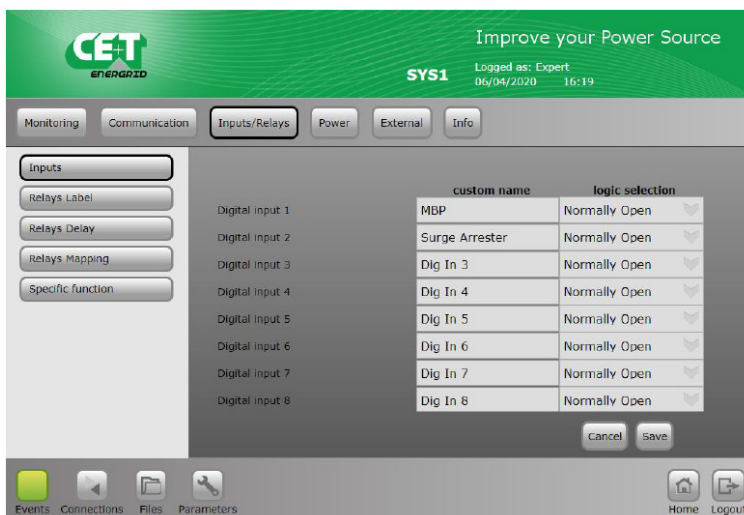 CE+T
ENERGRID
Improve your Power Source
SYS1
Logged as: Expert
06/04/2020 16:19
Monitoring Communication Inputs/Relays Power External Info
Inputs
Relays Label
Relays Delay
Relays Mapping
Specific function
custom name logic selection
Digital input 1 MBP Normally Open
Digital input 2 Surge Arrester Normally Open
Digital input 3 Dig In 3 Normally Open
Digital input 4 Dig In 4 Normally Open
Digital input 5 Dig In 5 Normally Open
Digital input 6 Dig In 6 Normally Open
Digital input 7 Dig In 7 Normally Open
Digital input 8 Dig In 8 Normally Open
Cancel Save
Events Connections Files Parameters Home Logout